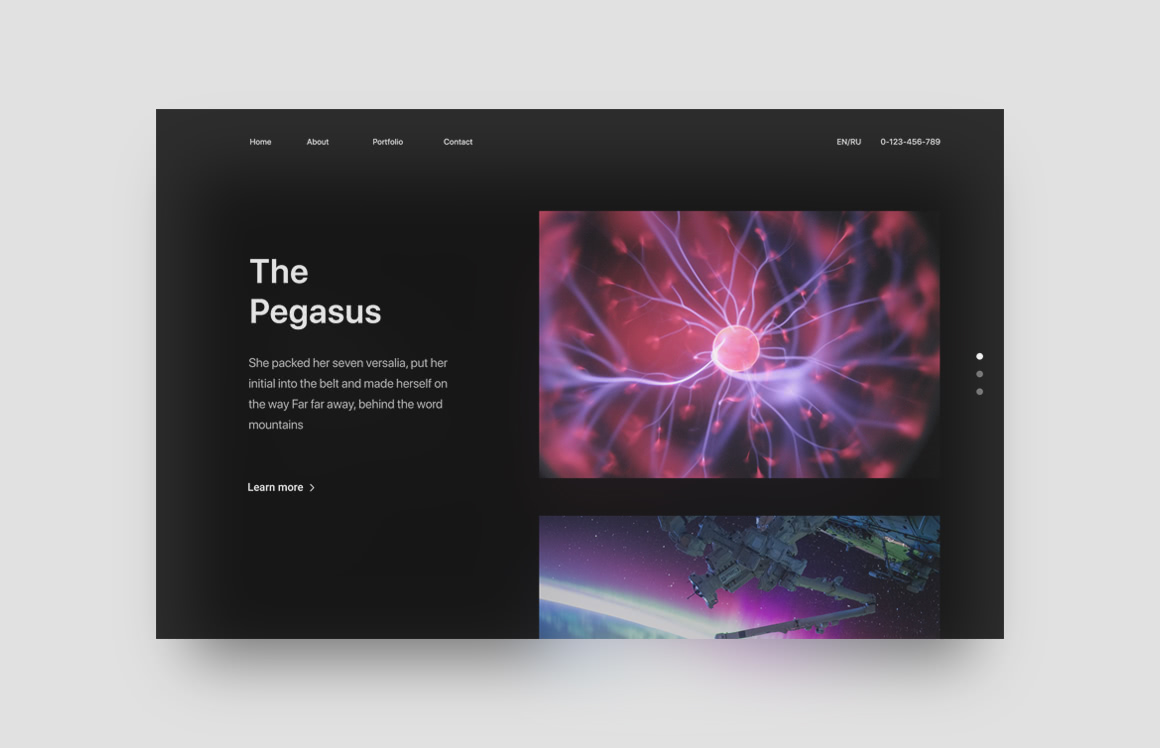 Home About Portfolio Contact EN/RU 0-123-456-789
The
Pegasus
She packed her seven versalia, put her
initial into the belt and made herself on
the way Far far away, behind the word
mountains
Learn more >